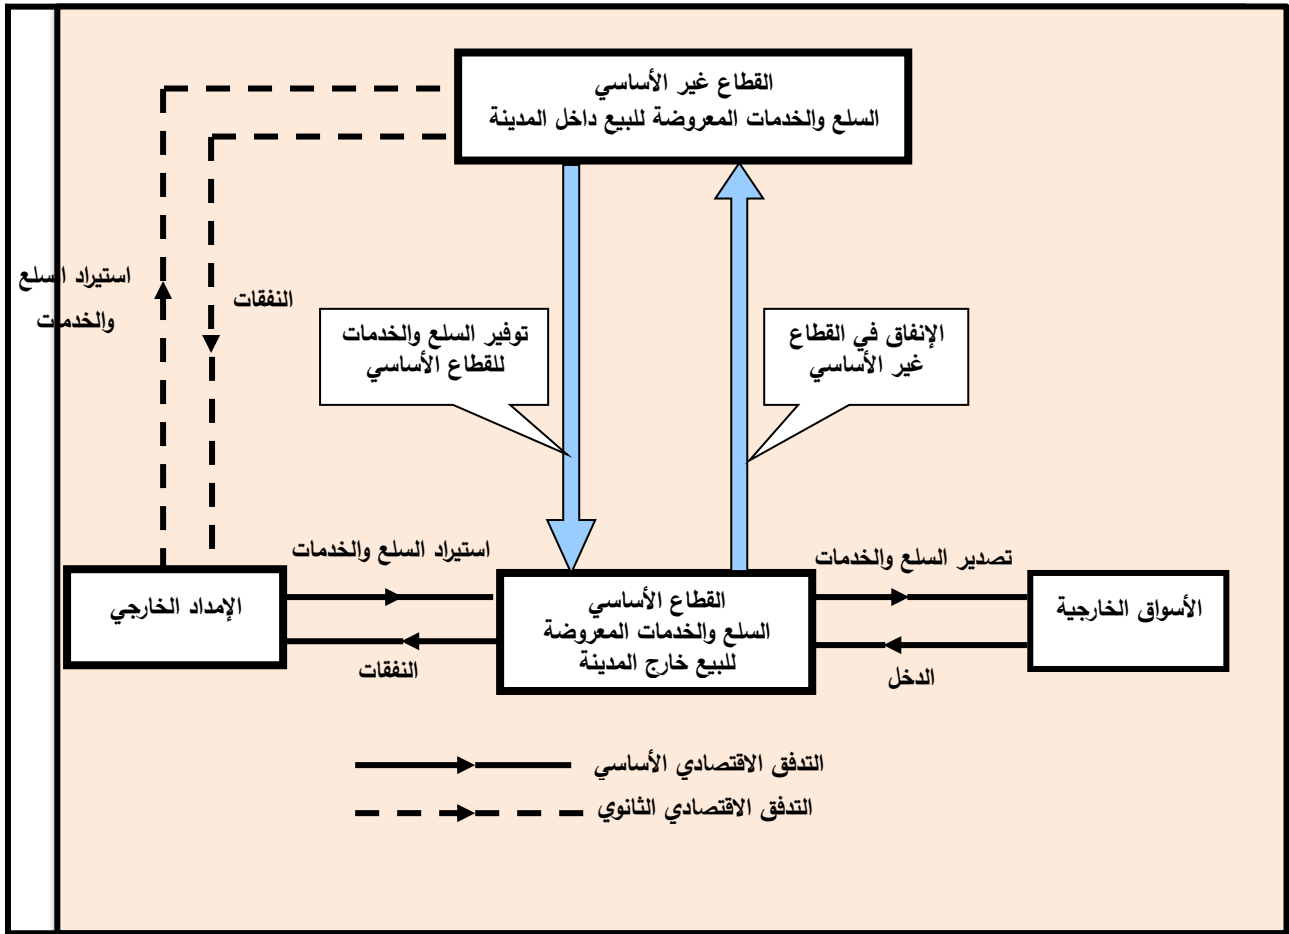 القطاع غير الأساسي
السلع والخدمات المعروضة للبيع داخل المدينة
استيراد السلع
والخدمات
النفقات
توفير السلع والخدمات
للقطاع الأساسي
الإنفاق في القطاع
غير الأساسي
استيراد السلع والخدمات
تصدير السلع والخدمات
الإمداد الخارجي
القطاع الأساسي
السلع والخدمات المعروضة
للبيع خارج المدينة
الأسواق الخارجية
النفقات
الدخل
التدفق الاقتصادي الأساسي
التدفق الاقتصادي الثانوي